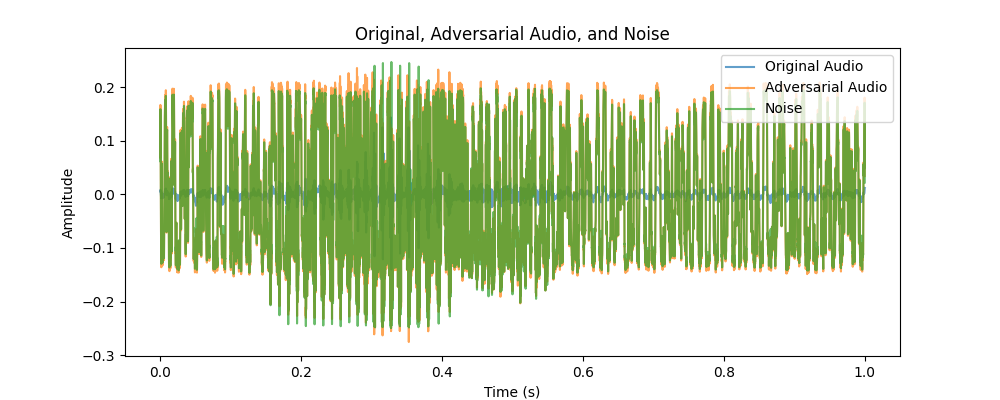 Original, Adversarial Audio, and Noise
Original Audio
Adversarial Audio
Noise
Amplitude
0.2
0.1
0.0
−0.1
−0.2
−0.3
0.0 0.2 0.4 0.6 0.8 1.0
Time (s)